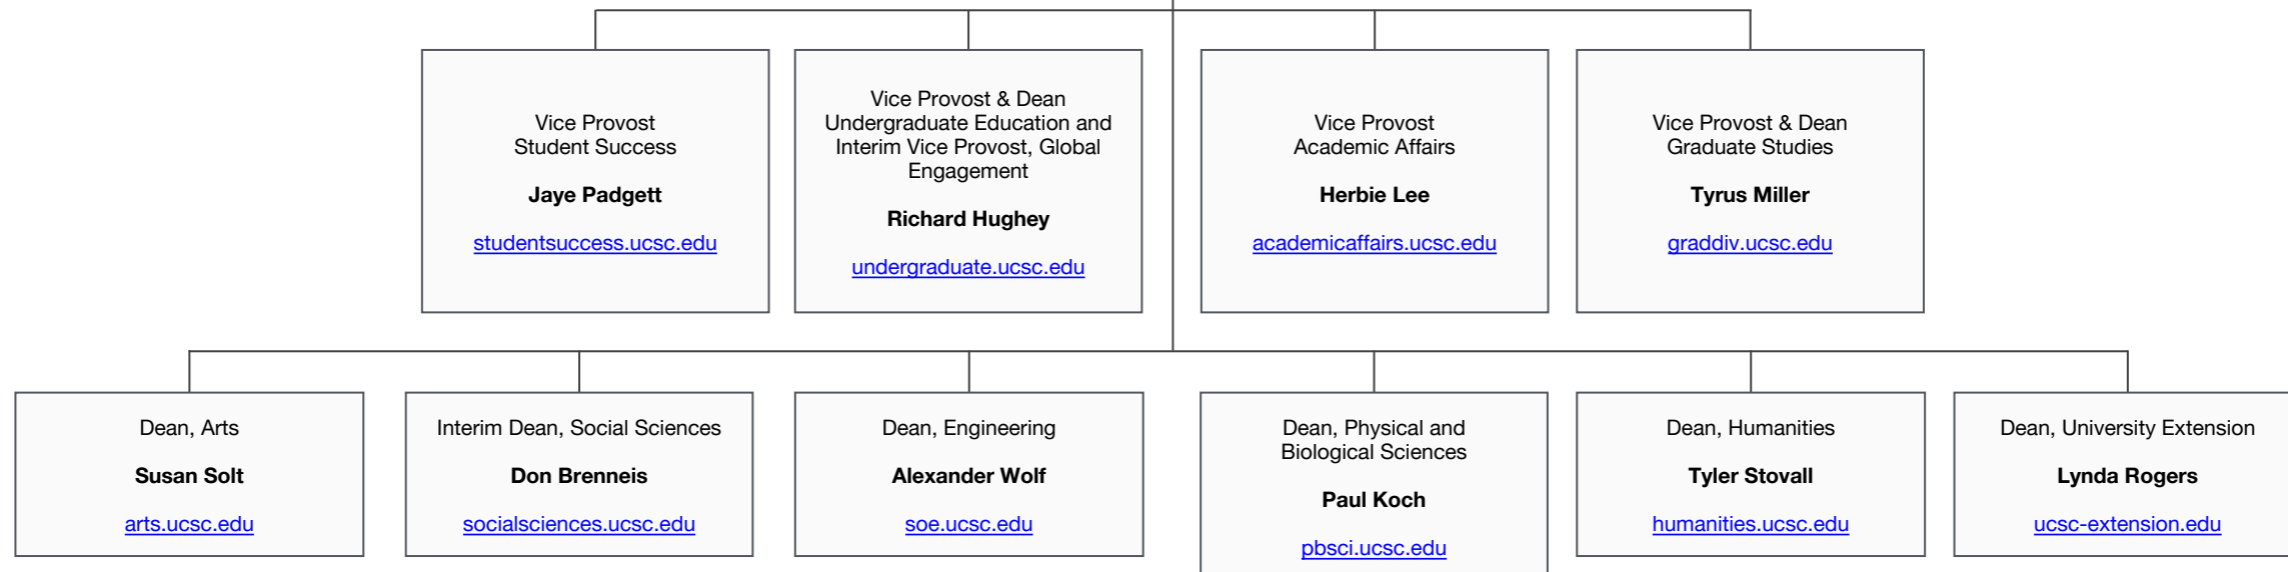 Vice Provost
Student Success
Jaye Padgett
studentsuccess.ucsc.edu
Vice Provost & Dean
Undergraduate Education and
Interim Vice Provost, Global
Engagement
Richard Hughey
undergraduate.ucsc.edu
Vice Provost
Academic Affairs
Herbie Lee
academicaffairs.ucsc.edu
Vice Provost & Dean
Graduate Studies
Tyrus Miller
graddiv.ucsc.edu
Dean, Arts
Susan Solt
arts.ucsc.edu
Interim Dean, Social Sciences
Don Brenneis
socialsciences.ucsc.edu
Dean, Engineering
Alexander Wolf
soe.ucsc.edu
Dean, Physical and
Biological Sciences
Paul Koch
pbsci.ucsc.edu
Dean, Humanities
Tyler Stovall
humanities.ucsc.edu
Dean, University Extension
Lynda Rogers
ucsc-extension.edu